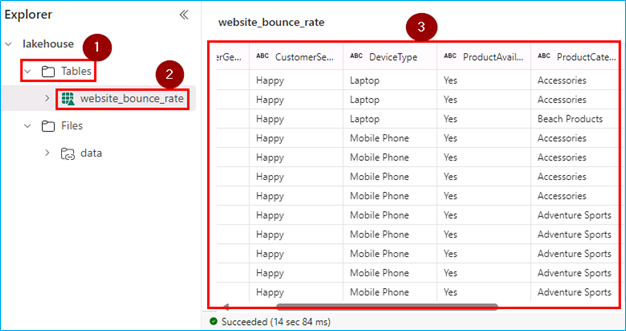 Explorer
lakehouse
1
Tables
2
website_bounce_rate
Files
data
website_bounce_rate
3
erGe... ABC CustomerSe... ABC DeviceType ABC ProductAvail... ABC ProductCate...
Happy Laptop Yes Accessories
Happy Laptop Yes Accessories
Happy Laptop Yes Beach Products
Happy Mobile Phone Yes Accessories
Happy Mobile Phone Yes Accessories
Happy Mobile Phone Yes Accessories
Happy Mobile Phone Yes Accessories
Happy Mobile Phone Yes Adventure Sports
Happy Mobile Phone Yes Adventure Sports
Happy Mobile Phone Yes Adventure Sports
Happy Mobile Phone Yes Adventure Sports
Happy Mobile Phone Yes Adventure Sports
Succeeded (14 sec 84 ms)